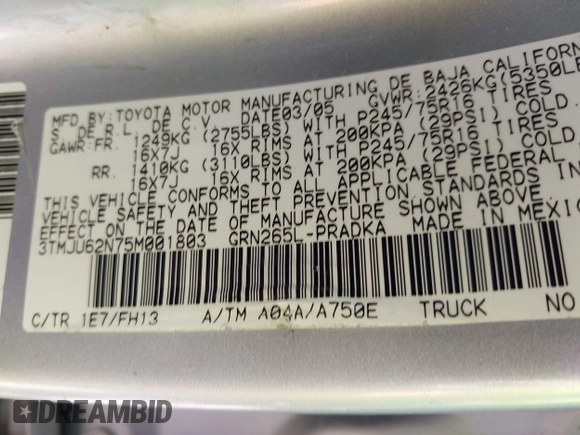 MFD.BY:TOYOTA MOTOR MANUFACTURING DE BAJA CALIFORN
S DE R.L. DE C.V DATE03/05 GVWR:2426KG(5350LB
GAWR:FR. 1249KG (2755LBS) WITH P245/75R16 TIRES
16X7J 16X RIMS AT 200KPA (29PSI) COLD.
RR. 1410KG (3110LBS) WITH P245/75R16 TIRES
16X7J 16X RIMS AT 200KPA (29PSI) COLD.
THIS VEHICLE CONFORMS TO ALL APPLICABLE FEDERAL
VEHICLE SAFETY AND THEFT PREVENTION STANDARDS IN
EFFECT ON DATE OF MANUFACTURE SHOWN ABOVE.
3TMJU62N75M001803 GRN265L-PRADKA MADE IN MEXIC
C/TR 1E7/FH13 A/TM A04A/A750E TRUCK NO
DREAMBID